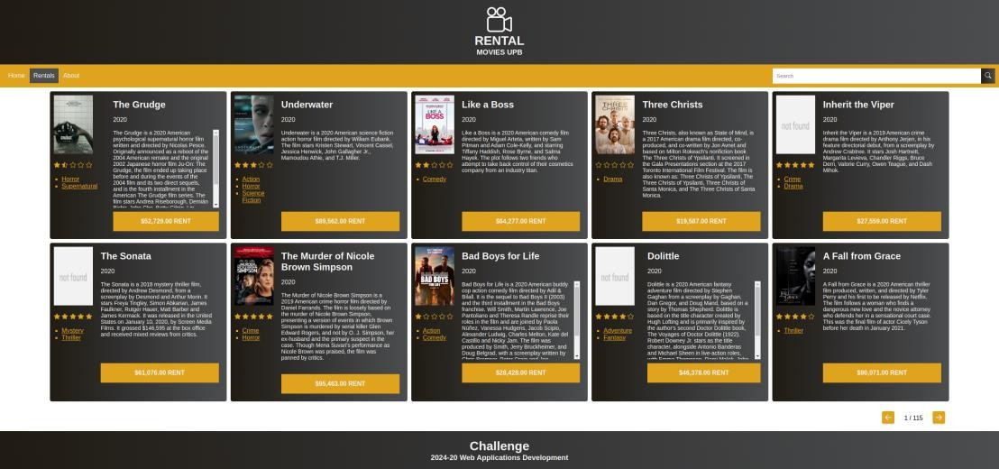 RENTAL
MOVIES UPB
Home Rentals About
Search
The Grudge
2020
The Grudge is a 2020 American
psychological supernatural horror film
written and directed by Nicolas Pesce.
Originally announced as a reboot of the
2004 American remake and the original
2002 Japanese horror film Ju-On: The
Grudge, the film ended up taking place
before and during the events of the
2004 film and its two direct sequels,
and is the fourth installment in the
American The Grudge film series. The
film stars Andrea Riseborough, Demián
Horror
Supernatural
$52,729.00 RENT
Underwater
2020
Underwater is a 2020 American science
fiction action horror film directed by William Eubank.
The film stars Kristen Stewart, Vincent Cassel,
Jessica Henwick, John Gallagher Jr.,
Mamoudou Athie, and T.J. Miller.
Action
Horror
Science
Fiction
$89,562.00 RENT
LIKE A
BOSS
Like a Boss
2020
Like a Boss is a 2020 American comedy film
directed by Miguel Arteta, written by Sam
Pitman and Adam Cole-Kelly, and starring
Tiffany Haddish, Rose Byrne, and Salma
Hayek. The plot follows two friends who
attempt to take back control of their cosmetics
company from an industry titan.
Comedy
$64,277.00 RENT
THREE
CHRISTS
Three Christs
2020
Three Christs, also known as State of Mind, is
a 2017 American drama film directed, co-
produced, and co-written by Jon Avnet and
based on Milton Rokeach's nonfiction book
The Three Christs of Ypsilanti. It screened in
the Gala Presentations section at the 2017
Toronto International Film Festival. The film is
also known as: Three Christs of Ypsilanti, The
Three Christs of Ypsilanti, Three Christs of
Santa Monica, and The Three Christs of Santa
Monica.
Drama
$19,587.00 RENT
not found
Inherit the Viper
2020
Inherit the Viper is a 2019 American crime
drama film directed by Anthony Jerjen, in his
feature directorial debut, from a screenplay by
Andrew Crabtree. It stars Josh Hartnett,
Margarita Levieva, Chandler Riggs, Bruce
Dern, Valorie Curry, Owen Teague, and Dash
Mihok.
Crime
Drama
$27,559.00 RENT
not found
The Sonata
2020
The Sonata is a 2018 mystery thriller film,
directed by Andrew Desmond, from a
screenplay by Desmond and Arthur Morin. It
stars Freya Tingley, Simon Abkarian, James
Faulkner, Rutger Hauer, Matt Barber and
James Kermack. It was released in the United
States on January 10, 2020, by Screen Media
Films. It grossed $146,595 at the box office
and received mixed reviews from critics.
Mystery
Thriller
$61,076.00 RENT
The Murder of Nicole
Brown Simpson
2020
The Murder of Nicole Brown Simpson is a
2019 American crime horror film directed by
Daniel Farrands. The film is loosely based on
the murder of Nicole Brown Simpson,
presenting a version of events in which Brown
Simpson is murdered by serial killer Glen
Edward Rogers, and not by O. J. Simpson, her
ex-husband and the primary suspect in the
case. Though Mena Suvari's performance as
Nicole Brown was praised, the film was
panned by critics.
Crime
Horror
$95,463.00 RENT
BAD BOYS
Bad Boys for Life
2020
Bad Boys for Life is a 2020 American buddy
cop action comedy film directed by Adil &
Bilall. It is the sequel to Bad Boys II (2003)
and the third installment in the Bad Boys
franchise. Will Smith, Martin Lawrence, Joe
Pantoliano and Theresa Randle reprise their
roles in the film and are joined by Paola
Núñez, Vanessa Hudgens, Jacob Scipio,
Alexander Ludwig, Charles Melton, Kate del
Castillo and Nicky Jam. The film was
produced by Smith, Jerry Bruckheimer, and
Doug Belgrad, with a screenplay written by
Action
Comedy
$28,428.00 RENT
not found
Dolittle
2020
Dolittle is a 2020 American fantasy
adventure film directed by Stephen
Gaghan from a screenplay by Gaghan,
Dan Gregor, and Doug Mand, based on a
story by Thomas Shepherd. Dolittle is
based on the title character created by
Hugh Lofting and is primarily inspired by
the author's second Doctor Dolittle book,
The Voyages of Doctor Dolittle (1922).
Robert Downey Jr. stars as the title
character, alongside Antonio Banderas
and Michael Sheen in live-action roles,
Adventure
Fantasy
$46,378.00 RENT
A Fall from Grace
2020
A Fall from Grace is a 2020 American thriller
film produced, written, and directed by Tyler
Perry and his first to be released by Netflix.
The film follows a woman who finds a
dangerous new love and the novice attorney
who defends her in a sensational court case.
This was the final film of actor Cicely Tyson
before her death in January 2021.
Thriller
$90,071.00 RENT
1 / 115
Challenge
2024-20 Web Applications Development